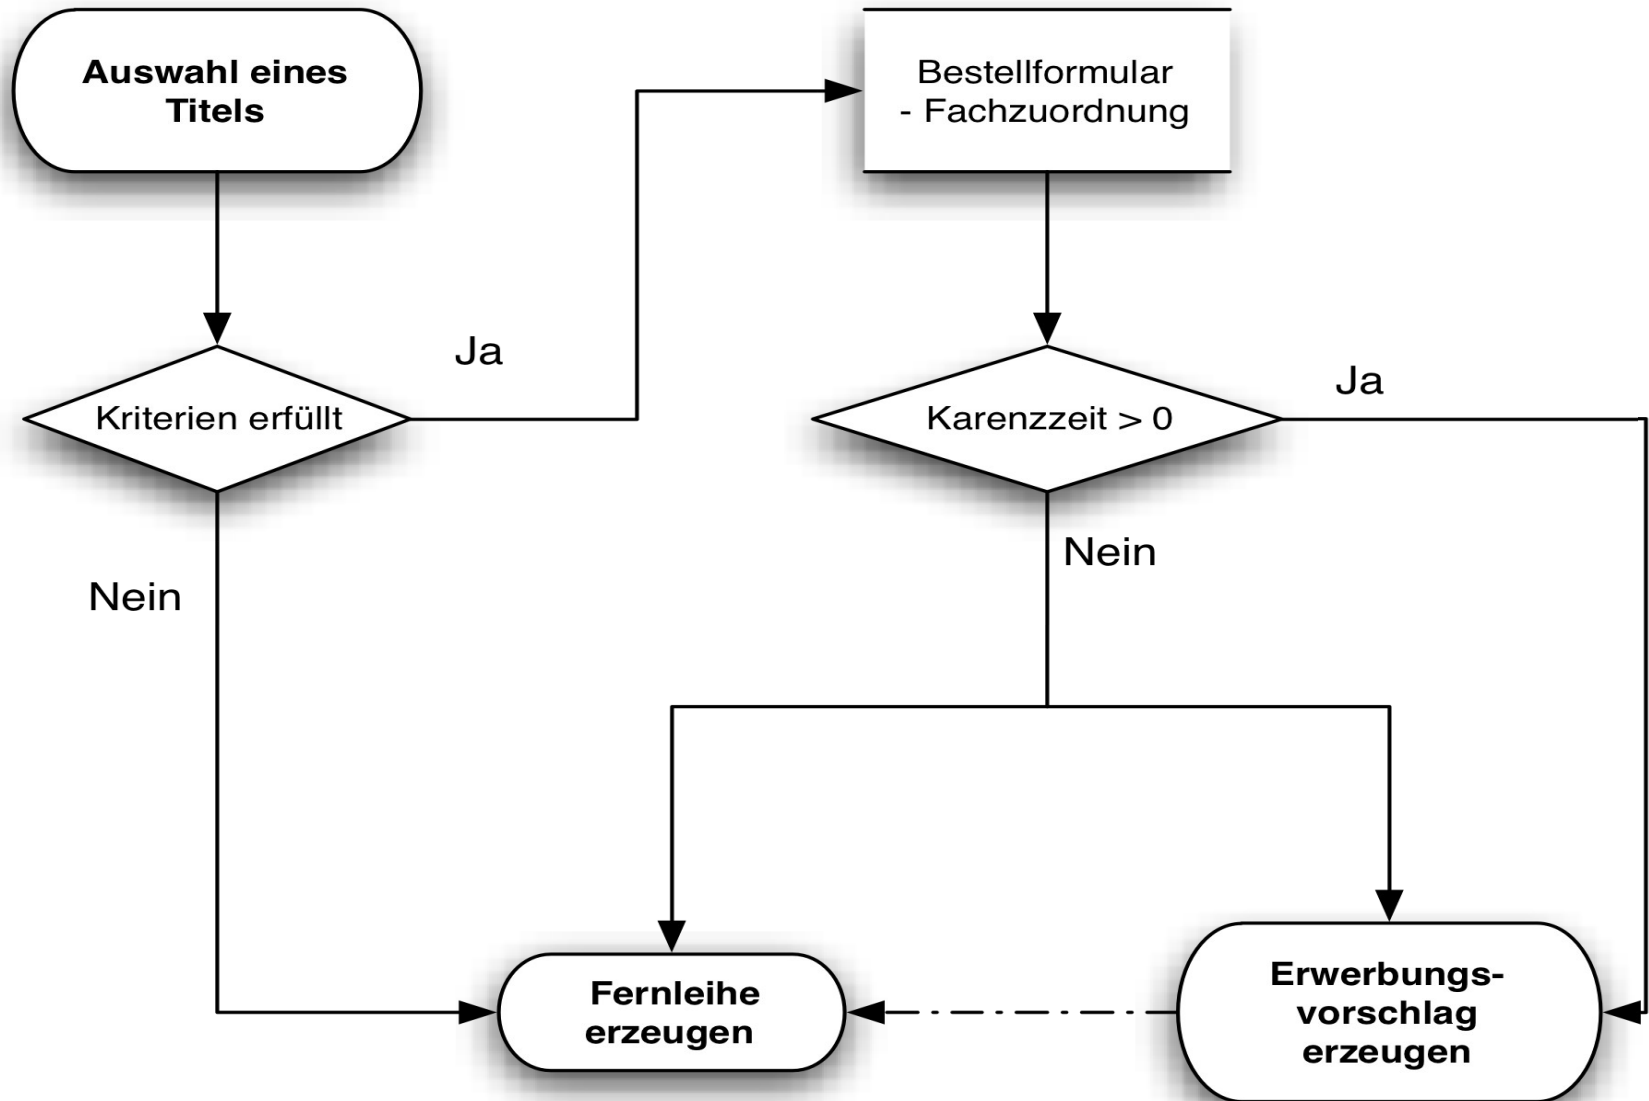 Auswahl eines
Titels
Bestellformular
- Fachzuordnung
Ja
Kriterien erfüllt
Ja
Karenzzeit > 0
Nein
Nein
Fernleihe
erzeugen
Erwerbungs-
vorschlag
erzeugen